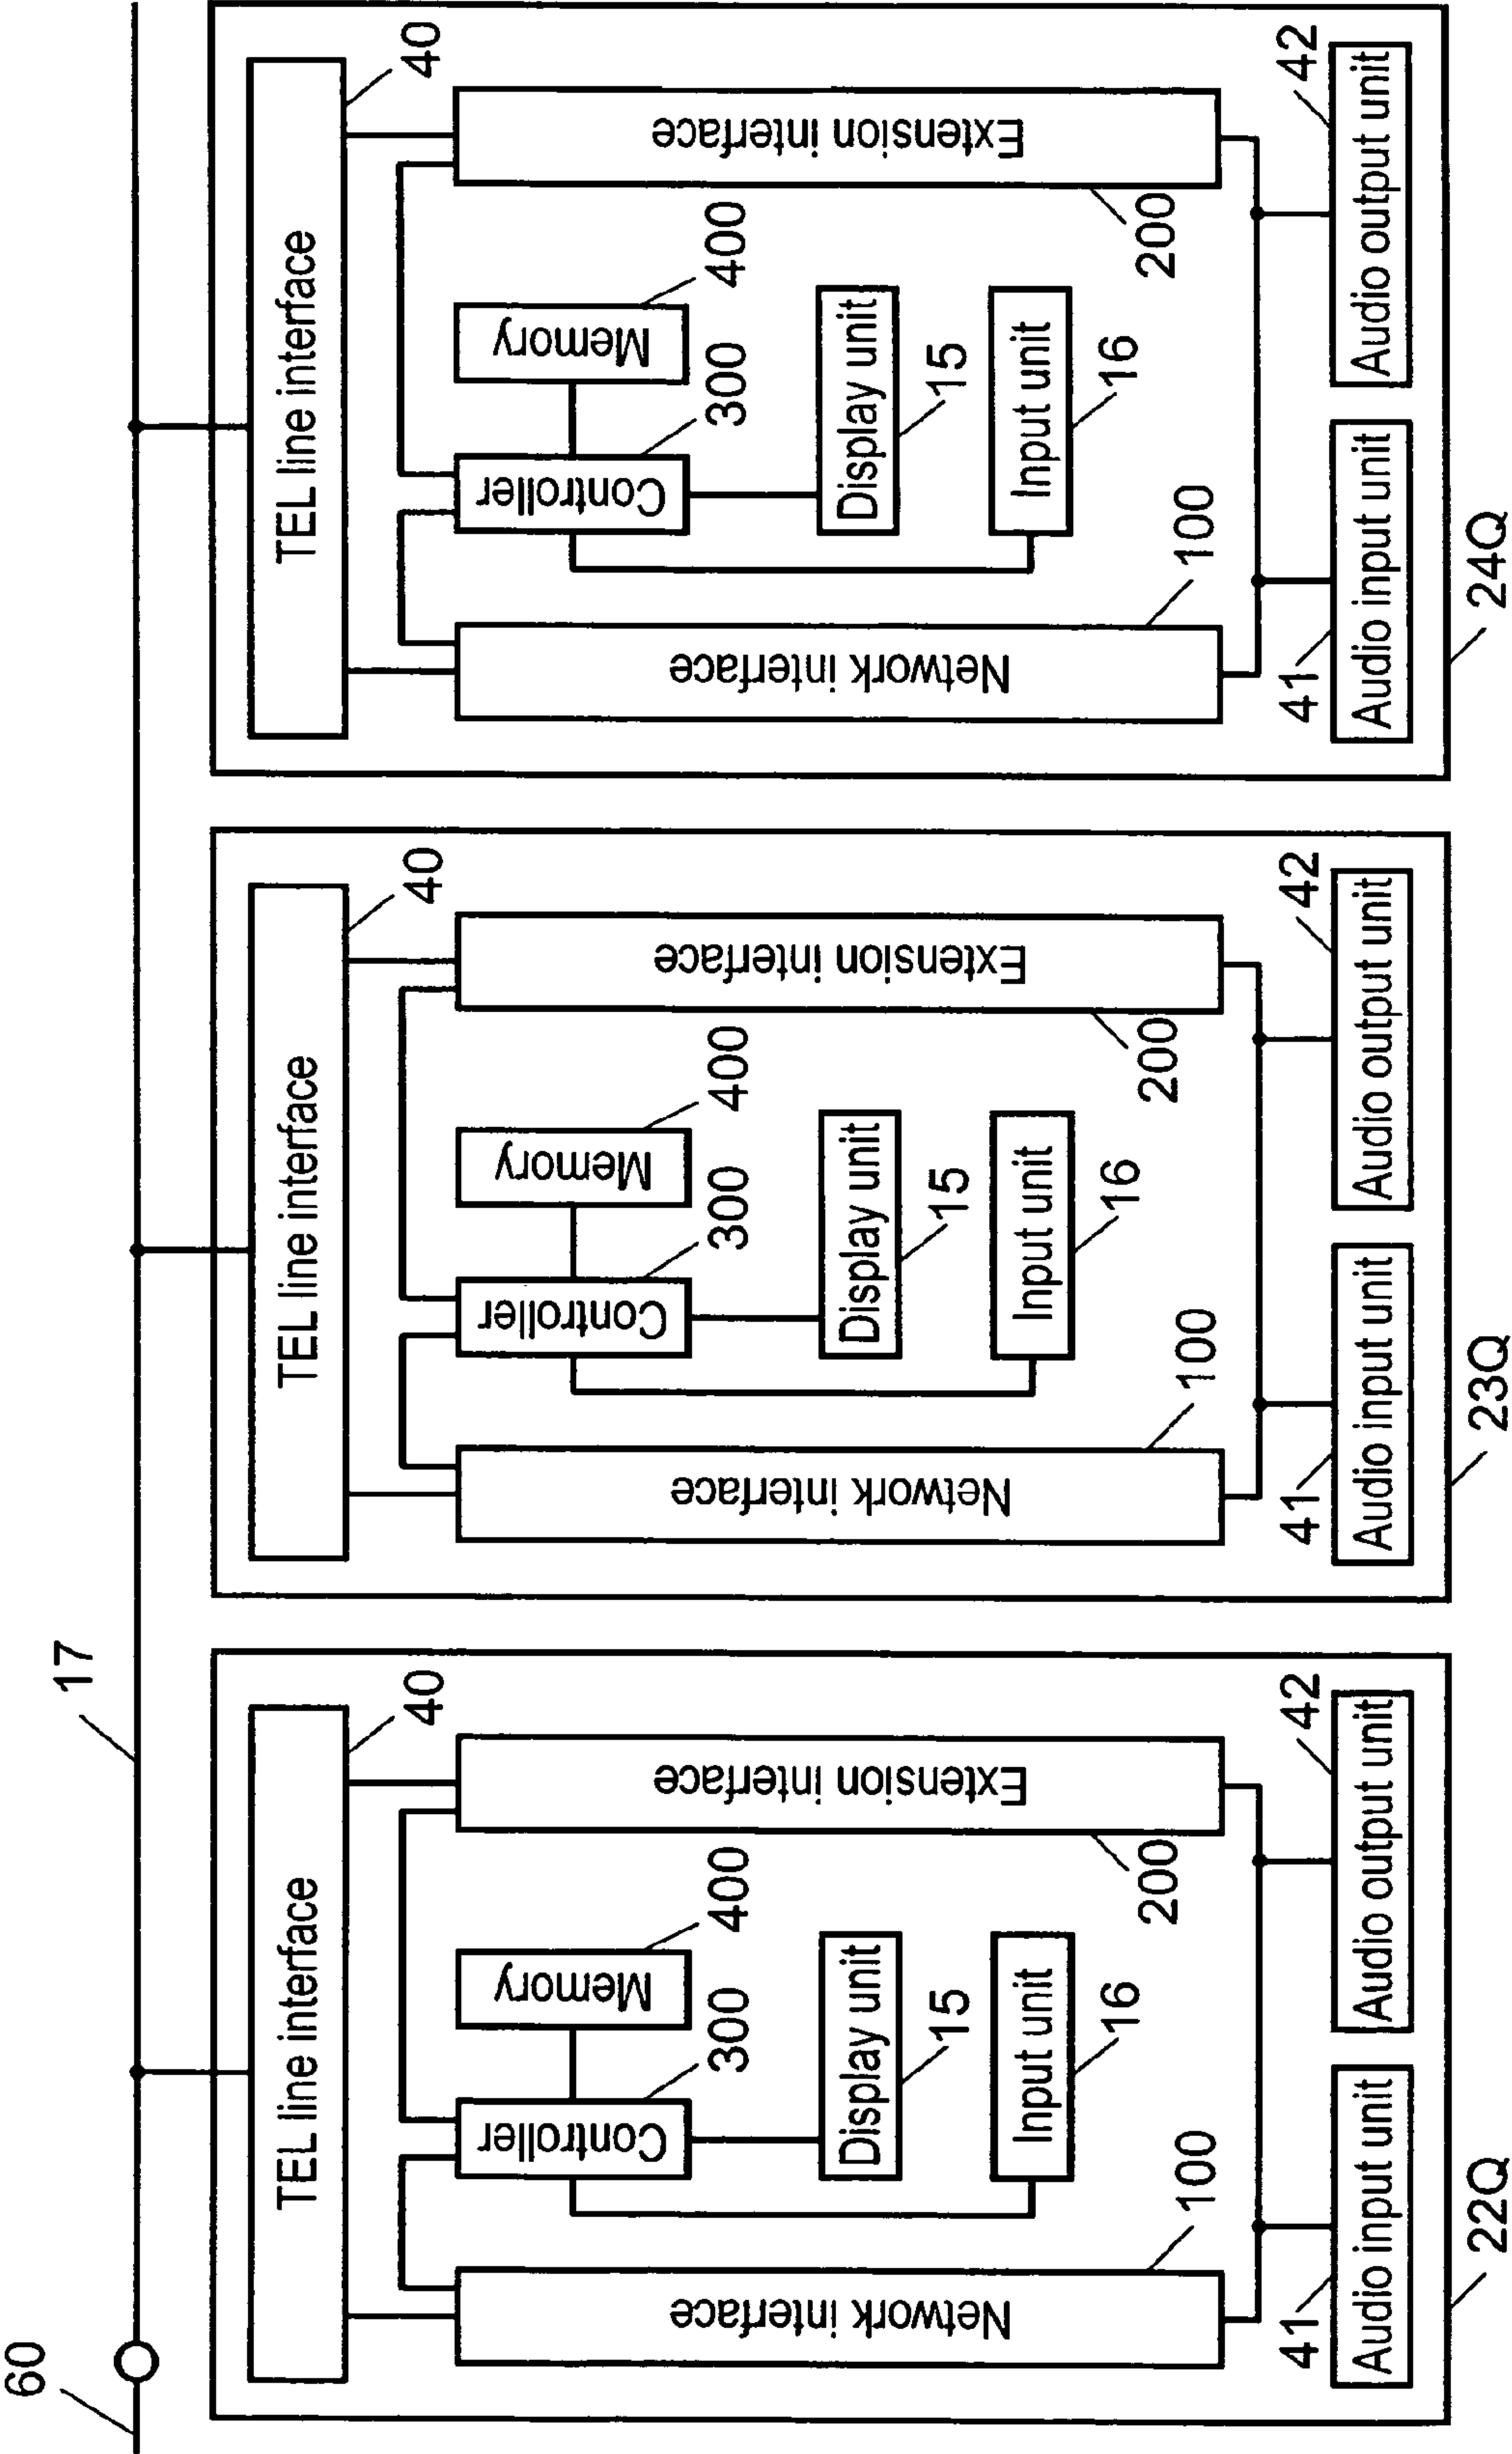 60
17
TEL line interface
40
Network interface
100
Controller
300
Memory
400
Extension interface
200
Display unit
15
Input unit
16
41
Audio input unit
42
Audio output unit
22Q
TEL line interface
40
Network interface
100
Controller
300
Memory
400
Extension interface
200
Display unit
15
Input unit
16
41
Audio input unit
42
Audio output unit
23Q
TEL line interface
40
Network interface
100
Controller
300
Memory
400
Extension interface
200
Display unit
15
Input unit
16
41
Audio input unit
42
Audio output unit
24Q